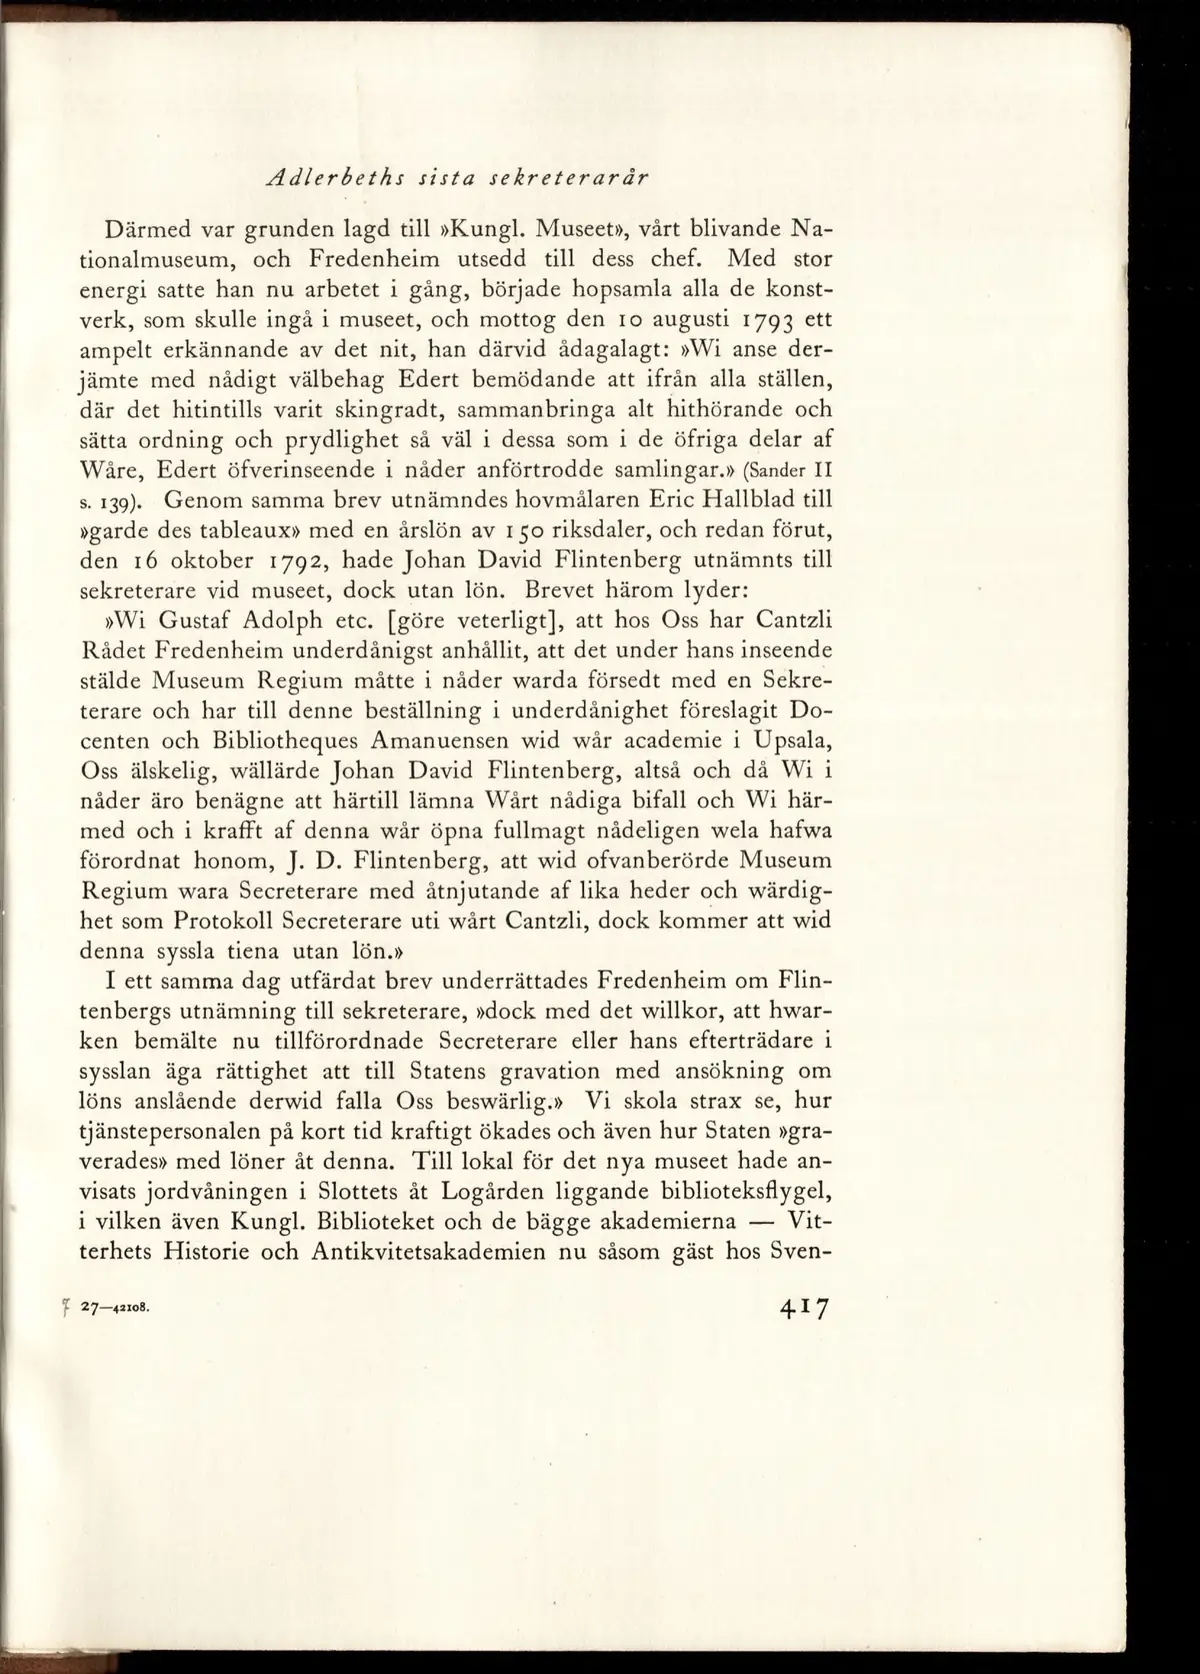 Adlerbeths sista sekreterarår
Därmed var grunden lagd till »Kungl. Museet», vårt blivande Na-
tionalmuseum, och Fredenheim utsedd till dess chef. Med stor
energi satte han nu arbetet i gång, började hopsamla alla de konst-
verk, som skulle ingå i museet, och mottog den 10 augusti 1793 ett
ampelt erkännande av det nit, han därvid ådagalagt: »Wi anse der-
jämte med nådigt välbehag Edert bemödande att ifrån alla ställen,
där det hitintills varit skingradt, sammanbringa alt hithörande och
sätta ordning och prydlighet så väl i dessa som i de öfriga delar af
Wåre, Edert öfverinseende i nåder anförtrodde samlingar.» (Sander II
s. 139). Genom samma brev utnämndes hovmålaren Eric Hallblad till
»garde des tableaux» med en årslön av 150 riksdaler, och redan förut,
den 16 oktober 1792, hade Johan David Flintenberg utnämnts till
sekreterare vid museet, dock utan lön. Brevet härom lyder:
»Wi Gustaf Adolph etc. [göre veterligt], att hos Oss har Cantzli
Rådet Fredenheim underdånigst anhållit, att det under hans inseende
stälde Museum Regium måtte i nåder warda försedt med en Sekre-
terare och har till denne beställning i underdånighet föreslagit Do-
centen och Bibliotheques Amanuensen wid wår academie i Upsala,
Oss älskelig, wällärde Johan David Flintenberg, altså och då Wi i
nåder äro benägne att härtill lämna Wårt nådiga bifall och Wi här-
med och i krafft af denna wår öpna fullmagt nådeligen wela hafwa
förordnat honom, J. D. Flintenberg, att wid ofvanberörde Museum
Regium wara Secreterare med åtnjutande af lika heder och wärdig-
het som Protokoll Secreterare uti wårt Cantzli, dock kommer att wid
denna syssla tiena utan lön.»
I ett samma dag utfärdat brev underrättades Fredenheim om Flin-
tenbergs utnämning till sekreterare, »dock med det willkor, att hwar-
ken bemälte nu tillförordnade Secreterare eller hans efterträdare i
sysslan äga rättighet att till Statens gravation med ansökning om
löns anslående derwid falla Oss beswärlig.» Vi skola strax se, hur
tjänstepersonalen på kort tid kraftigt ökades och även hur Staten »gra-
verades» med löner åt denna. Till lokal för det nya museet hade an-
visats jordvåningen i Slottets åt Logården liggande biblioteksflygel,
i vilken även Kungl. Biblioteket och de bägge akademierna — Vit-
terhets Historie och Antikvitetsakademien nu såsom gäst hos Sven-
27—42108.
417